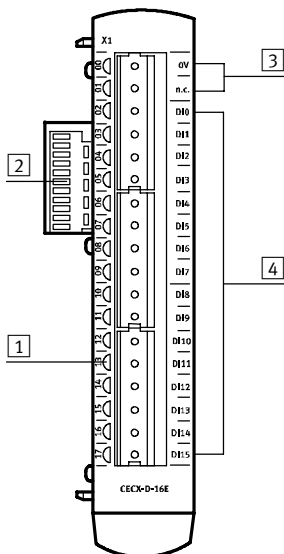 X1
00 0V
01 n.c.
02 DI0
03 DI1
04 DI2
05 DI3
06 DI4
07 DI5
08 DI6
09 DI7
10 DI8
11 DI9
12 DI10
13 DI11
14 DI12
15 DI13
16 DI14
17 DI15
CECX-D-16E
3
2
4
1